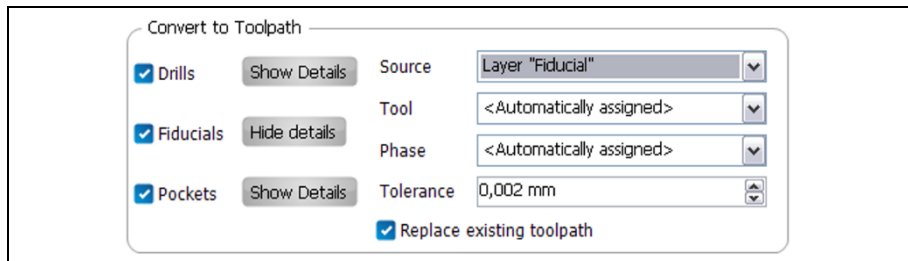 Convert to Toolpath
Drills
Show Details
Source
Layer "Fiducial"
Tool
<Automatically assigned>
Fiducials
Hide details
Phase
<Automatically assigned>
Pockets
Show Details
Tolerance
0,002 mm
Replace existing toolpath